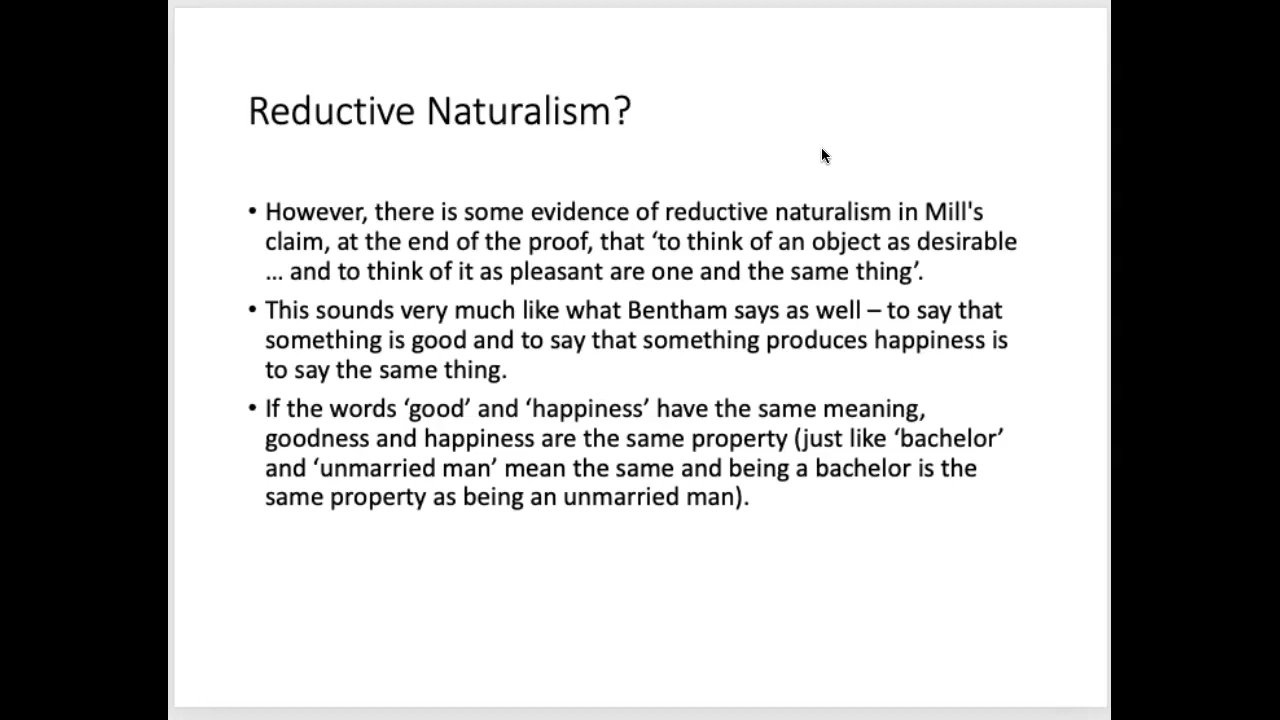 Reductive Naturalism?
• However, there is some evidence of reductive naturalism in Mill's
claim, at the end of the proof, that ‘to think of an object as desirable
... and to think of it as pleasant are one and the same thing’.
• This sounds very much like what Bentham says as well – to say that
something is good and to say that something produces happiness is
to say the same thing.
• If the words ‘good’ and ‘happiness’ have the same meaning,
goodness and happiness are the same property (just like ‘bachelor’
and ‘unmarried man’ mean the same and being a bachelor is the
same property as being an unmarried man).